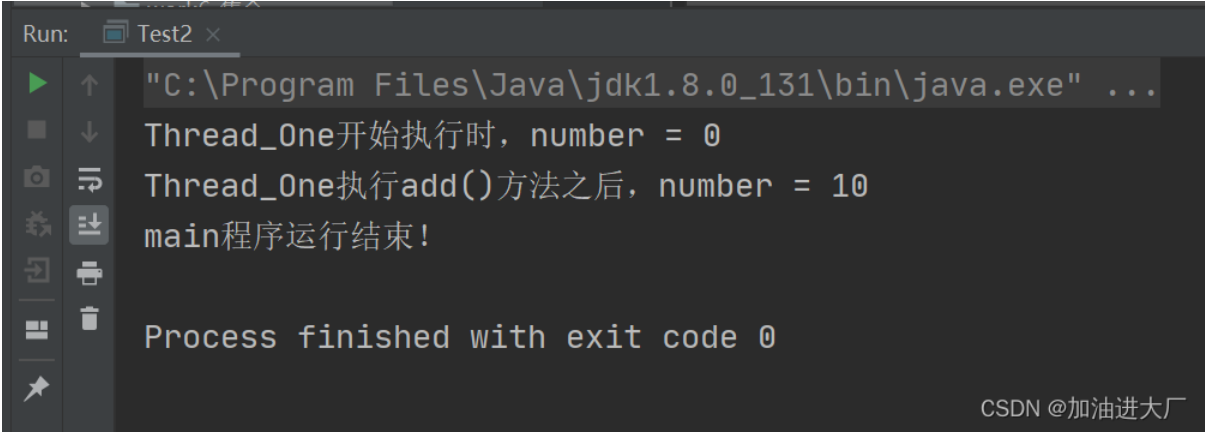 Run: Test2
"C:\Program Files\Java\jdk1.8.0_131\bin\java.exe" ...
Thread_One开始执行时，number = 0
Thread_One执行add()方法之后，number = 10
main程序运行结束！
Process finished with exit code 0
CSDN @加油进大厂